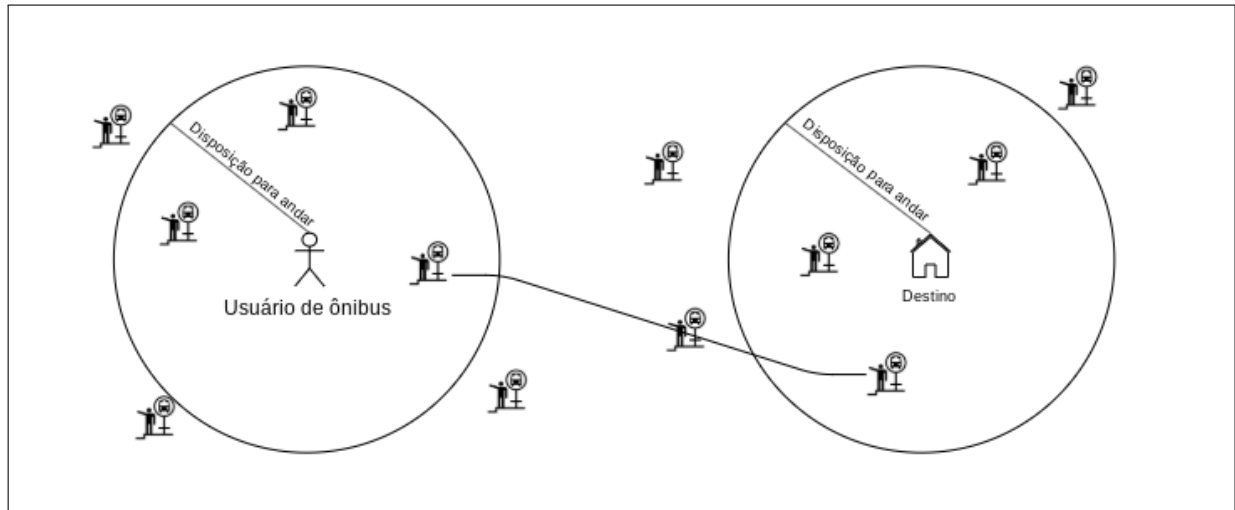 Disposição para andar
Disposição para andar
Usuário de ônibus
Destino